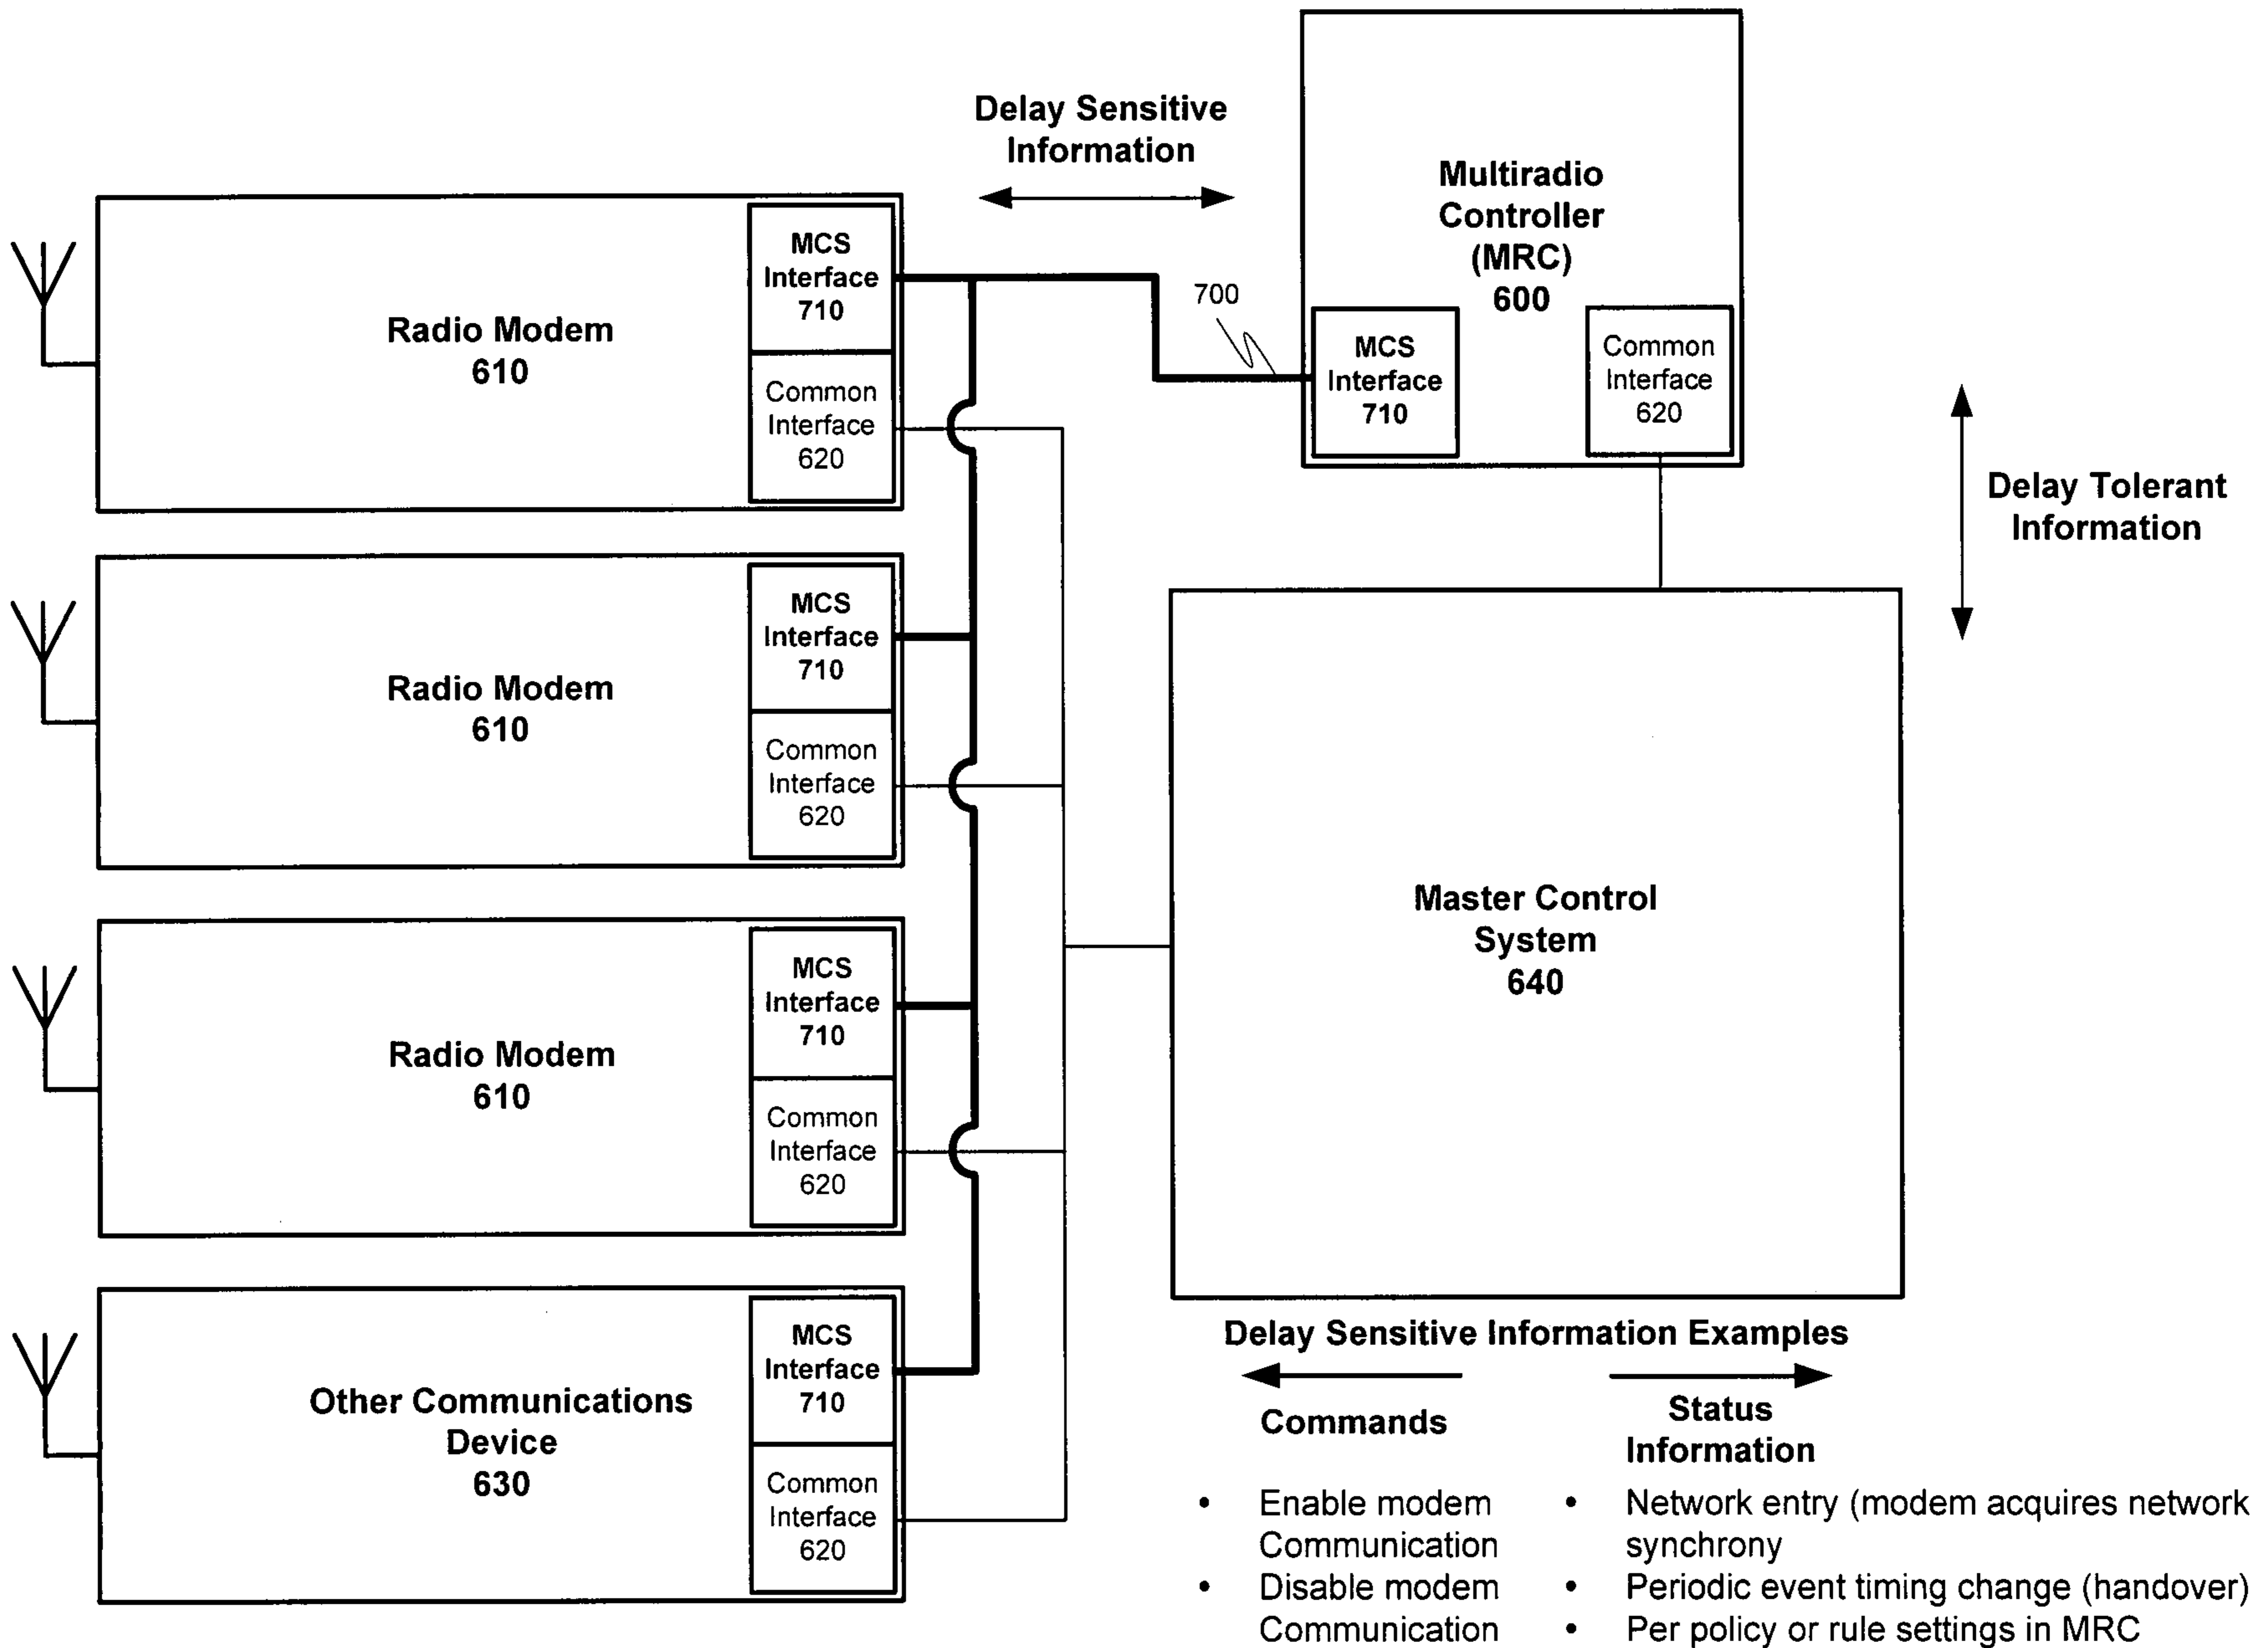 Delay Sensitive
Information
Multiradio
Controller
(MRC)
600
700
MCS
Interface
710
Common
Interface
620
Delay Tolerant
Information
Radio Modem
610
MCS
Interface
710
Common
Interface
620
Radio Modem
610
MCS
Interface
710
Common
Interface
620
Radio Modem
610
MCS
Interface
710
Common
Interface
620
Other Communications
Device
630
MCS
Interface
710
Common
Interface
620
Master Control
System
640
Delay Sensitive Information Examples
Commands
• Enable modem
Communication
• Disable modem
Communication
Status
Information
• Network entry (modem acquires network
synchrony
• Periodic event timing change (handover)
• Per policy or rule settings in MRC